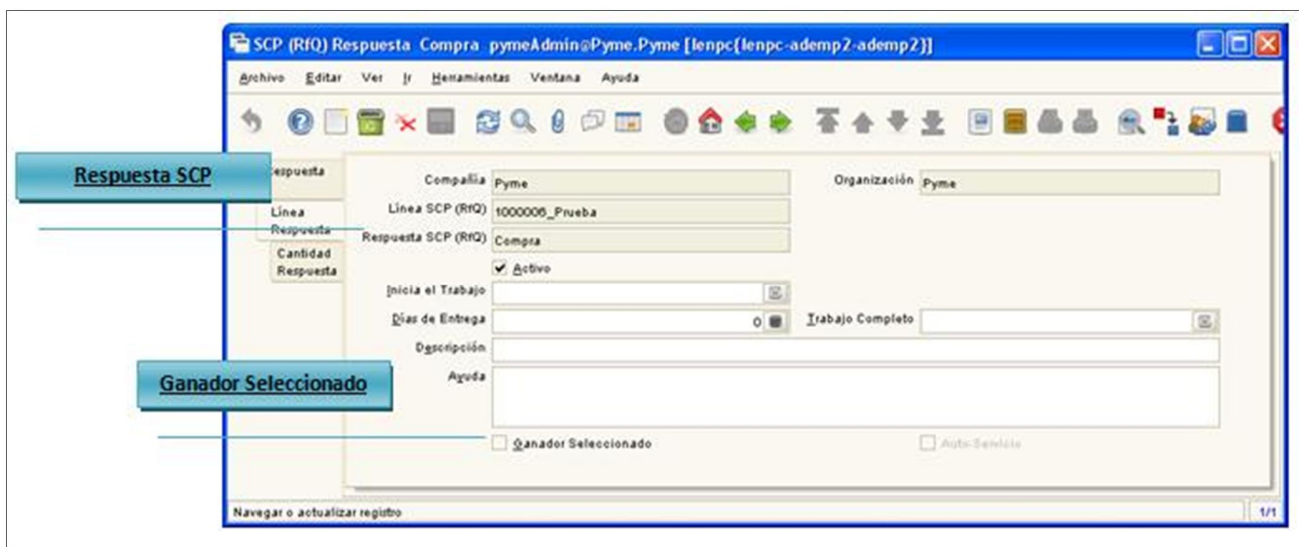 SCP (RfQ) Respuesta Compra pymeAdmin@Pyme.Pyme [lenpc{lenpc-ademp2-ademp2}]
Archivo Editar Ver Ir Herramientas Ventana Ayuda
Respuesta SCP
espuesta
Línea
Respuesta
Cantidad
Respuesta
Compañía Pyme Organización Pyme
Línea SCP (RfQ) 1000006_Prueba
Respuesta SCP (RfQ) Compra
Activo
Inicia el Trabajo
Días de Entrega 0 Trabajo Completo
Descripción
Ayuda
Ganador Seleccionado
Ganador Seleccionado Auto-Servicio
Navegar o actualizar registro 1/1